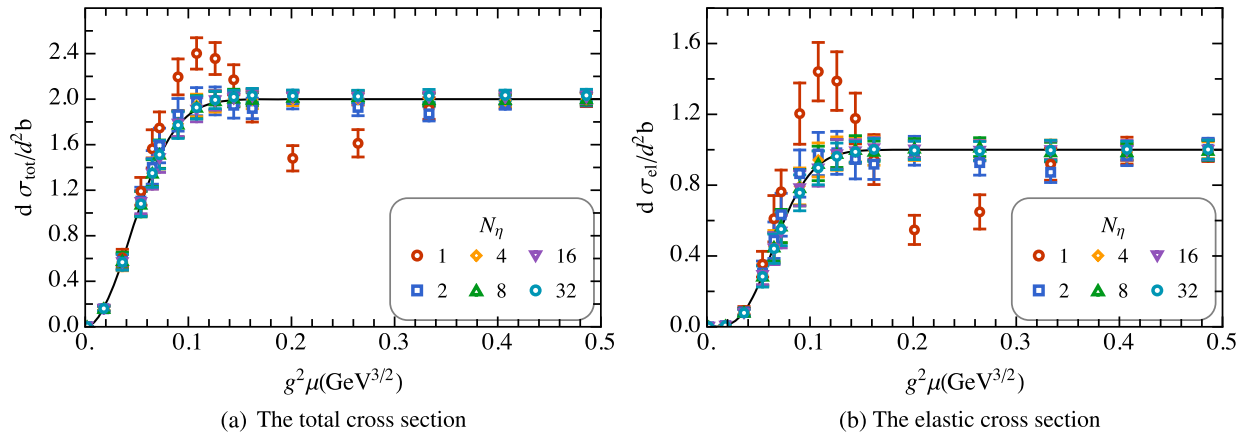 d σ_tot/d²b
2.4
2.0
1.6
1.2
0.8
0.4
0.0
0. 0.1 0.2 0.3 0.4 0.5
g²μ(GeV^{3/2})
N_η
1 4 16
2 8 32
(a) The total cross section
d σ_el/d²b
1.6
1.2
0.8
0.4
0.0
0. 0.1 0.2 0.3 0.4 0.5
g²μ(GeV^{3/2})
N_η
1 4 16
2 8 32
(b) The elastic cross section